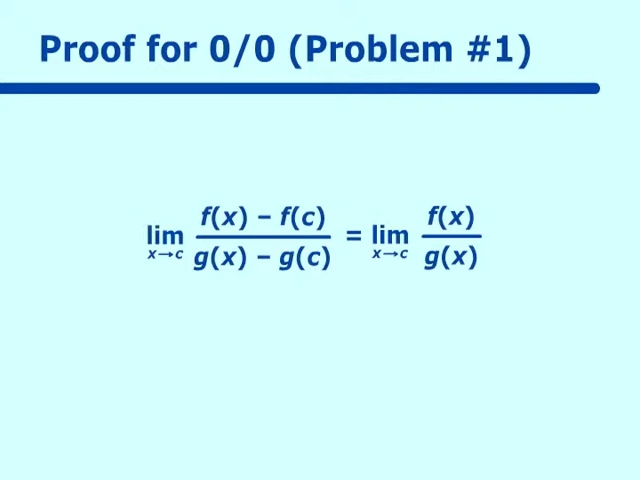 Proof for 0/0 (Problem #1)
lim x→c f(x) – f(c) / g(x) – g(c) = lim x→c f(x) / g(x)